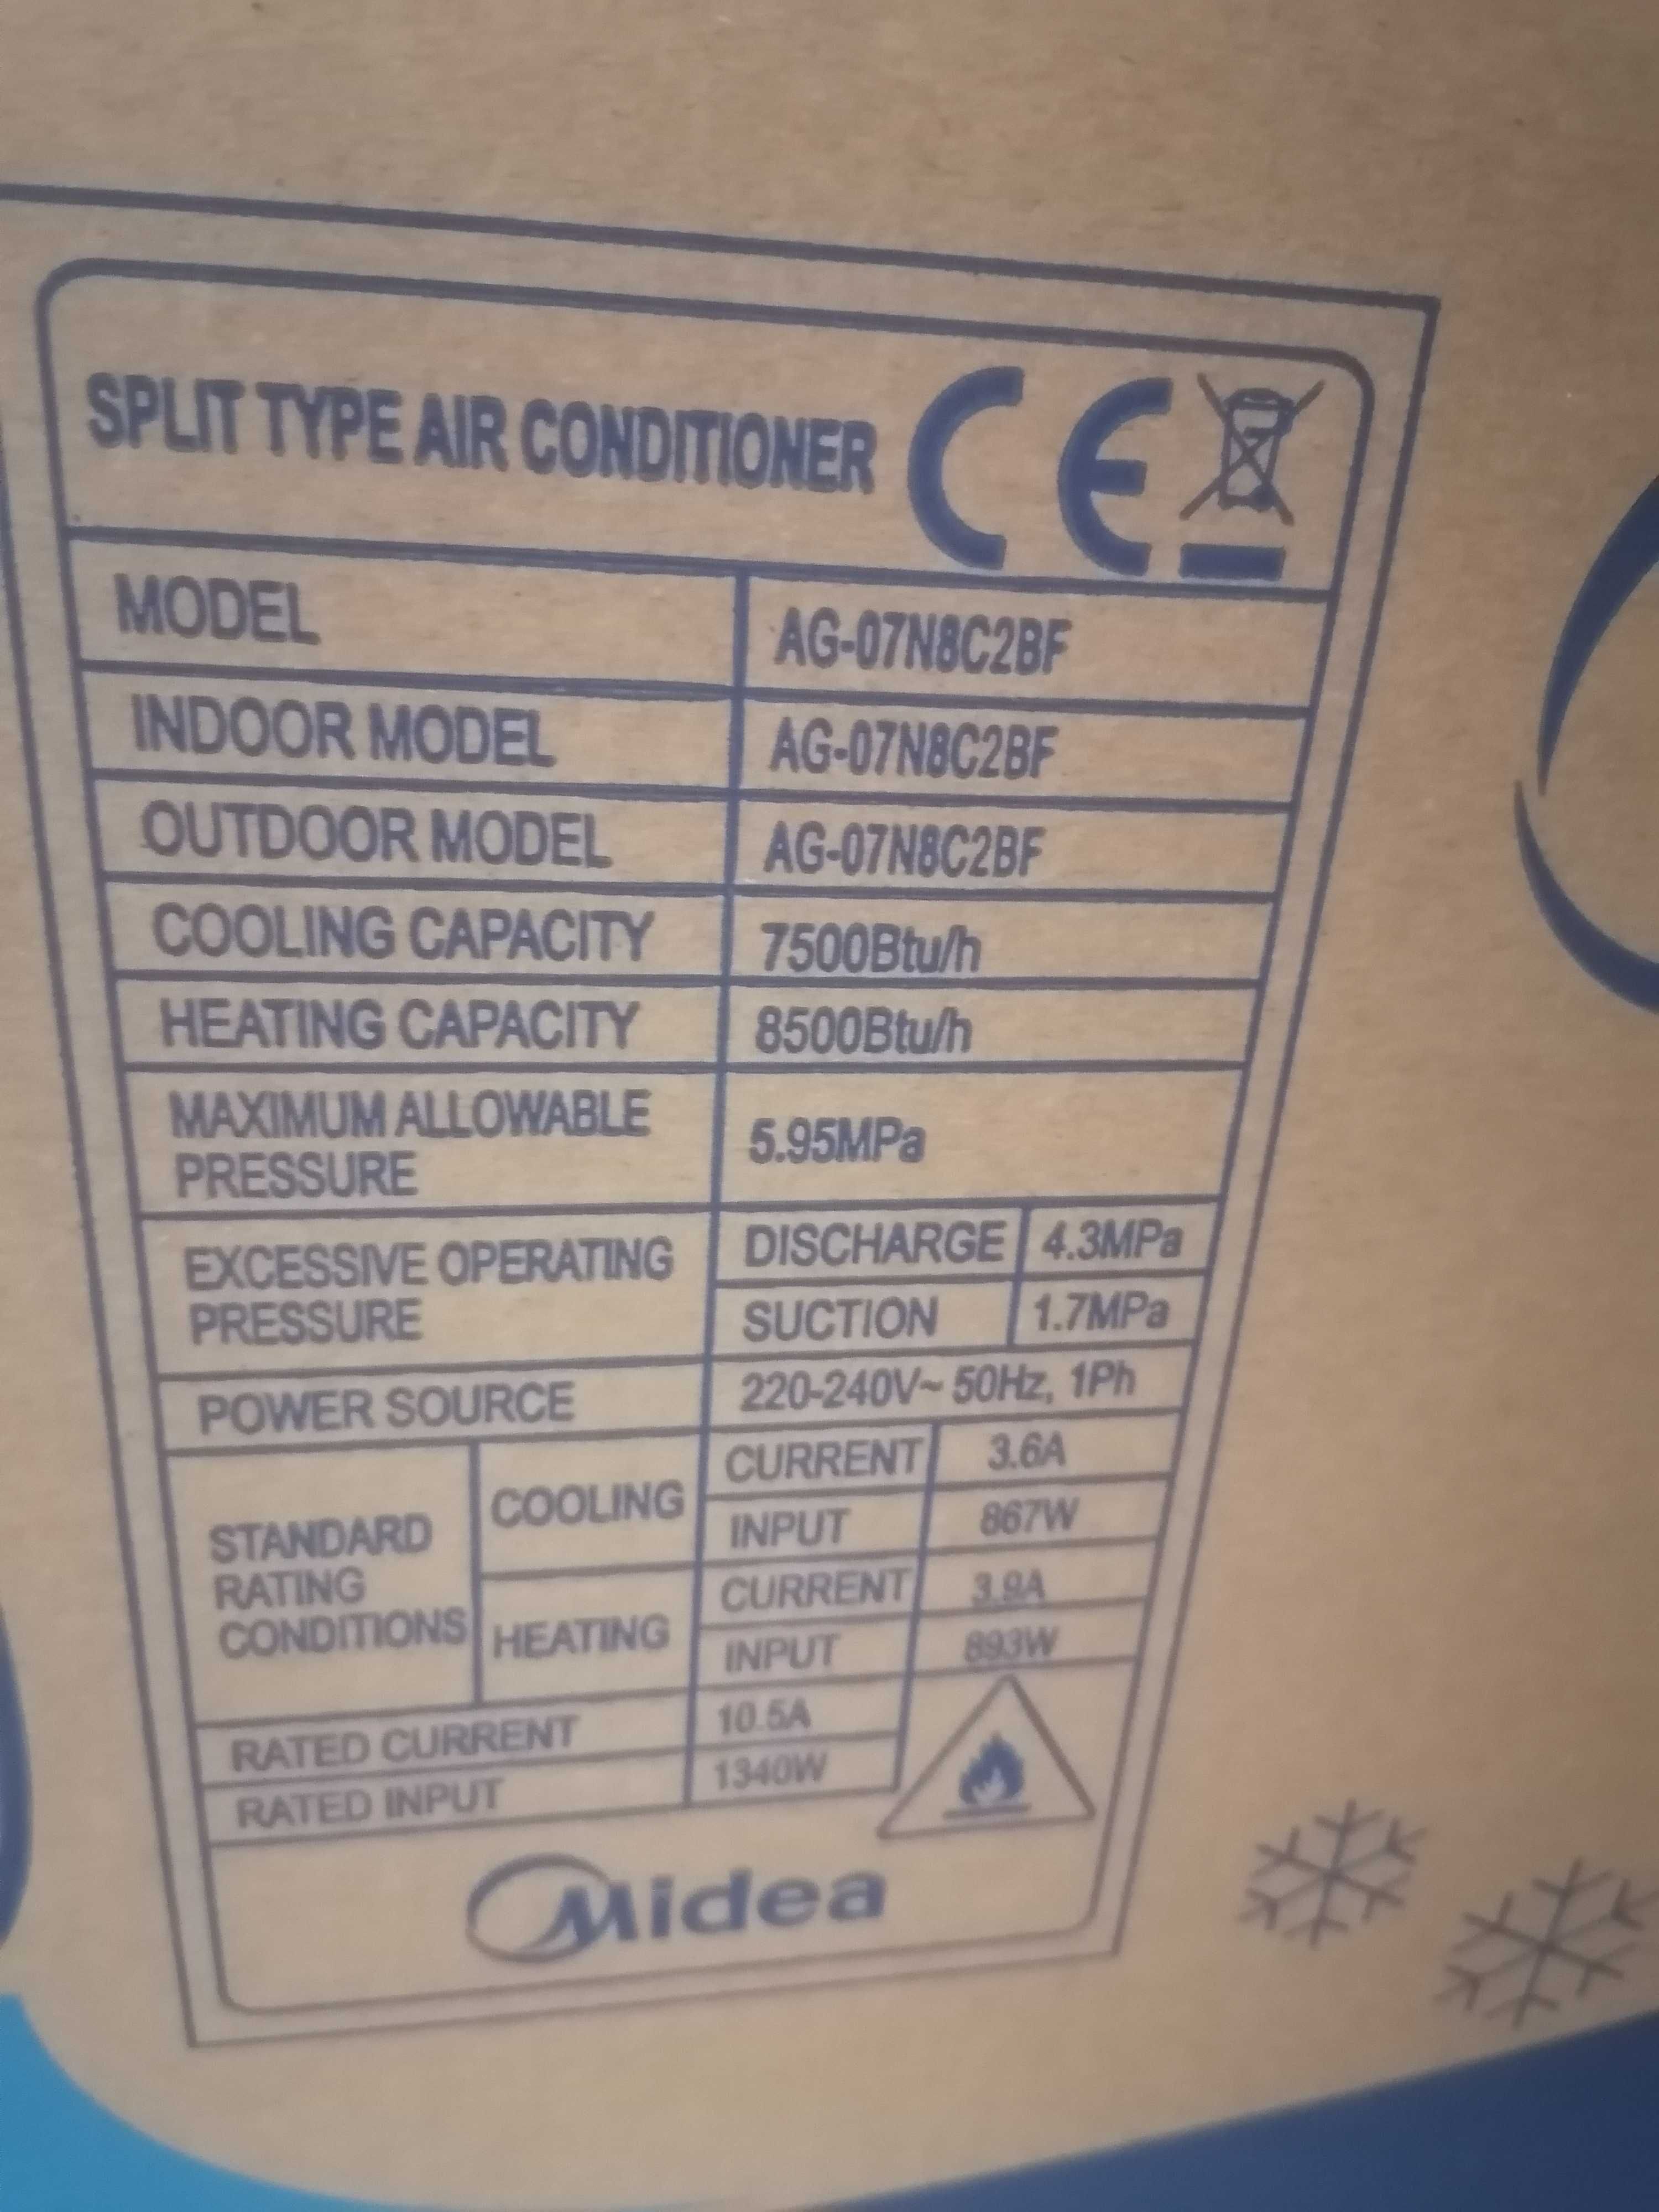 SPLIT TYPE AIR CONDITIONER CE
MODEL AG-07N8C2BF
INDOOR MODEL AG-07N8C2BF
OUTDOOR MODEL AG-07N8C2BF
COOLING CAPACITY 7500Btu/h
HEATING CAPACITY 8500Btu/h
MAXIMUM ALLOWABLE
PRESSURE
5.95MPa
EXCESSIVE OPERATING
PRESSURE
DISCHARGE 4.3MPa
SUCTION 1.7MPa
POWER SOURCE 220-240V~ 50Hz, 1Ph
STANDARD
RATING
CONDITIONS
COOLING
CURRENT 3.6A
INPUT 867W
HEATING
CURRENT 3.9A
INPUT 893W
RATED CURRENT 10.5A
RATED INPUT 1340W
Midea